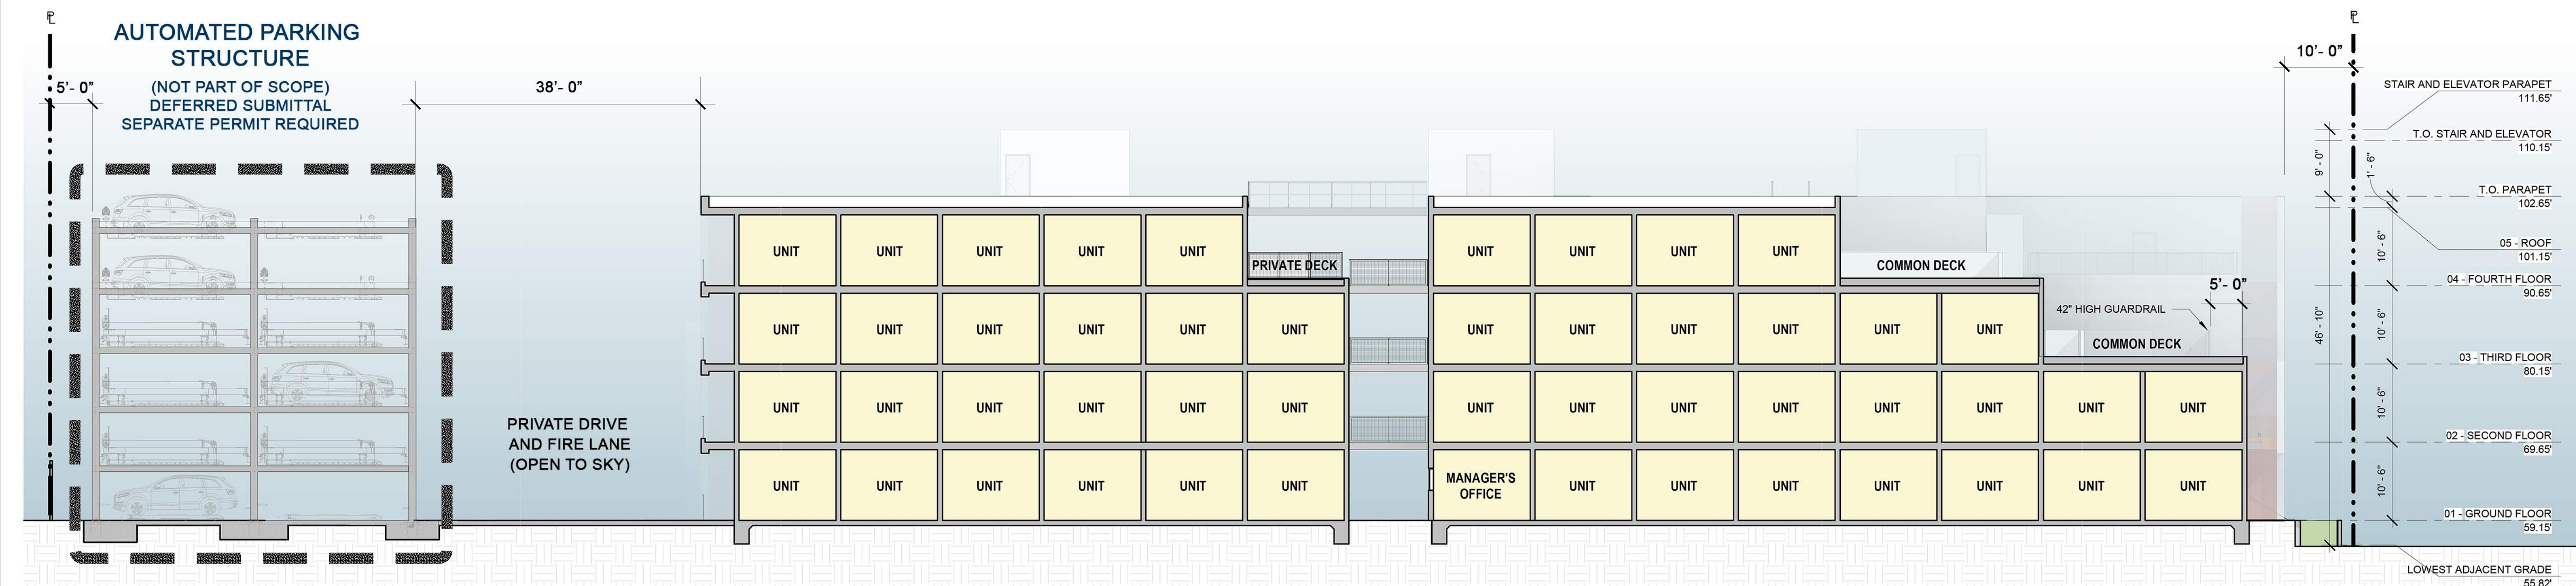 PL
AUTOMATED PARKING
STRUCTURE
(NOT PART OF SCOPE)
DEFERRED SUBMITTAL
SEPARATE PERMIT REQUIRED
5'- 0"
38'- 0"
PRIVATE DRIVE
AND FIRE LANE
(OPEN TO SKY)
UNIT UNIT UNIT UNIT UNIT PRIVATE DECK UNIT UNIT UNIT UNIT COMMON DECK
UNIT UNIT UNIT UNIT UNIT UNIT UNIT UNIT UNIT UNIT UNIT UNIT COMMON DECK
UNIT UNIT UNIT UNIT UNIT UNIT UNIT UNIT UNIT UNIT UNIT UNIT UNIT UNIT
UNIT UNIT UNIT UNIT UNIT UNIT MANAGER'S OFFICE UNIT UNIT UNIT UNIT UNIT UNIT UNIT
5'- 0"
42" HIGH GUARDRAIL
PL
10'- 0"
9' - 0"
46' - 10"
1' - 6"
10' - 6"
10' - 6"
10' - 6"
10' - 6"
STAIR AND ELEVATOR PARAPET
111.65'
T.O. STAIR AND ELEVATOR
110.15'
T.O. PARAPET
102.65'
05 - ROOF
101.15'
04 - FOURTH FLOOR
90.65'
03 - THIRD FLOOR
80.15'
02 - SECOND FLOOR
69.65'
01 - GROUND FLOOR
59.15'
LOWEST ADJACENT GRADE
55.82'